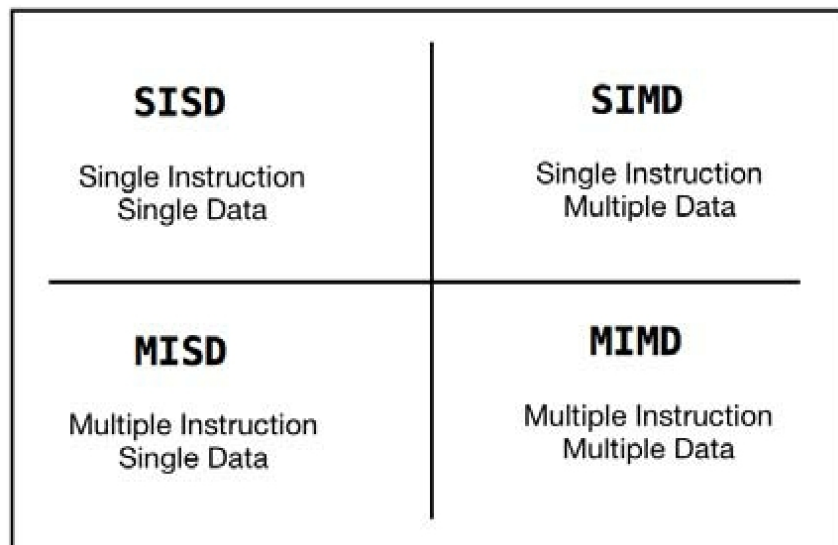 SISD
Single Instruction
Single Data
SIMD
Single Instruction
Multiple Data
MISD
Multiple Instruction
Single Data
MIMD
Multiple Instruction
Multiple Data